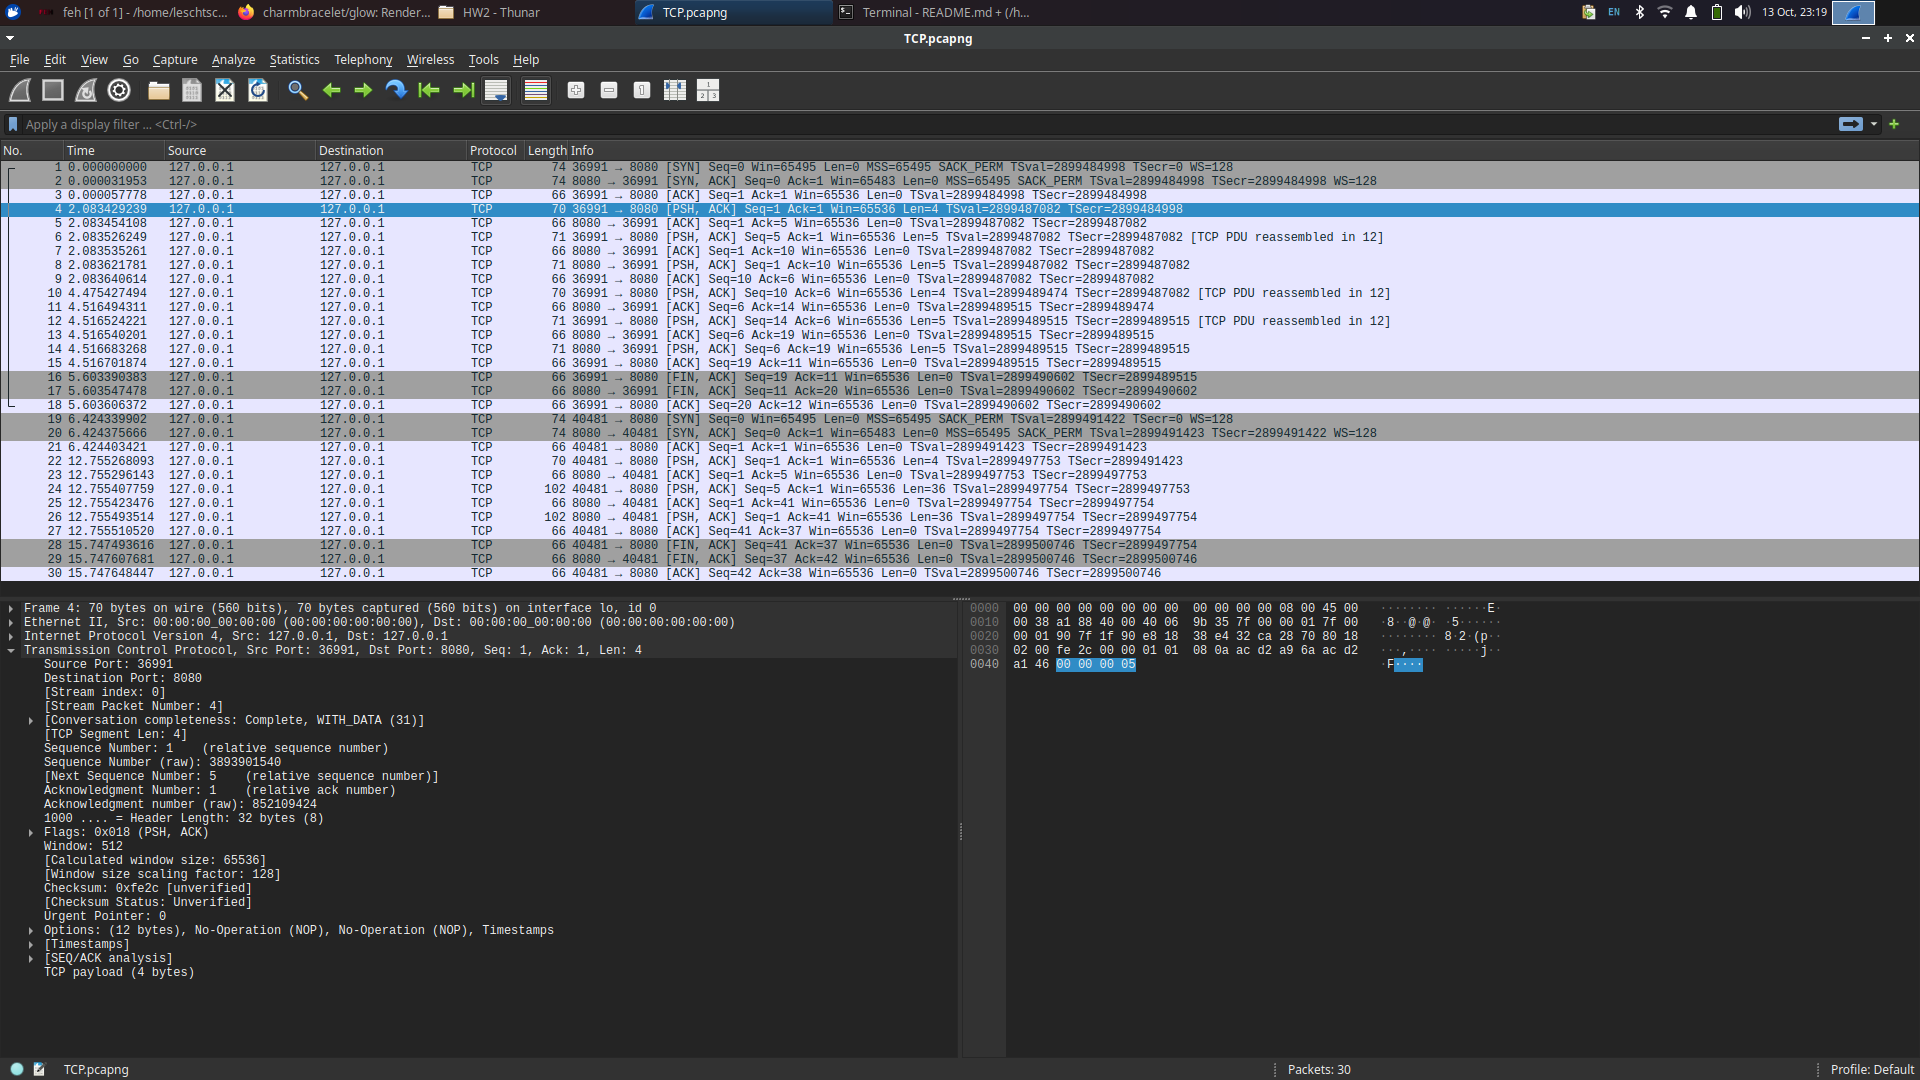 feh [1 of 1] - /home/leschtsc...
charmbracelet/glow: Render...
HW2 - Thunar
TCP.pcapng
Terminal - README.md + (/h...
EN
13 Oct, 23:19
TCP.pcapng
File Edit View Go Capture Analyze Statistics Telephony Wireless Tools Help
Apply a display filter ... <Ctrl-/>
No. Time Source Destination Protocol Length Info
1 0.000000000 127.0.0.1 127.0.0.1 TCP 74 36991 → 8080 [SYN] Seq=0 Win=65495 Len=0 MSS=65495 SACK_PERM TSval=2899484998 TSecr=0 WS=128
2 0.000031953 127.0.0.1 127.0.0.1 TCP 74 8080 → 36991 [SYN, ACK] Seq=0 Ack=1 Win=65483 Len=0 MSS=65495 SACK_PERM TSval=2899484998 TSecr=2899484998 WS=128
3 0.000057778 127.0.0.1 127.0.0.1 TCP 66 36991 → 8080 [ACK] Seq=1 Ack=1 Win=65536 Len=0 TSval=2899484998 TSecr=2899484998
4 2.083429239 127.0.0.1 127.0.0.1 TCP 70 36991 → 8080 [PSH, ACK] Seq=1 Ack=1 Win=65536 Len=4 TSval=2899487082 TSecr=2899484998
5 2.083454108 127.0.0.1 127.0.0.1 TCP 66 8080 → 36991 [ACK] Seq=1 Ack=5 Win=65536 Len=0 TSval=2899487082 TSecr=2899487082
6 2.083526249 127.0.0.1 127.0.0.1 TCP 71 36991 → 8080 [PSH, ACK] Seq=5 Ack=1 Win=65536 Len=5 TSval=2899487082 TSecr=2899487082 [TCP PDU reassembled in 12]
7 2.083535261 127.0.0.1 127.0.0.1 TCP 66 8080 → 36991 [ACK] Seq=1 Ack=10 Win=65536 Len=0 TSval=2899487082 TSecr=2899487082
8 2.083621781 127.0.0.1 127.0.0.1 TCP 71 8080 → 36991 [PSH, ACK] Seq=1 Ack=10 Win=65536 Len=5 TSval=2899487082 TSecr=2899487082
9 2.083640614 127.0.0.1 127.0.0.1 TCP 66 36991 → 8080 [ACK] Seq=10 Ack=6 Win=65536 Len=0 TSval=2899487082 TSecr=2899487082
10 4.475427494 127.0.0.1 127.0.0.1 TCP 70 36991 → 8080 [PSH, ACK] Seq=10 Ack=6 Win=65536 Len=4 TSval=2899489474 TSecr=2899487082 [TCP PDU reassembled in 12]
11 4.516494311 127.0.0.1 127.0.0.1 TCP 66 8080 → 36991 [ACK] Seq=6 Ack=14 Win=65536 Len=0 TSval=2899489515 TSecr=2899489474
12 4.516524221 127.0.0.1 127.0.0.1 TCP 71 36991 → 8080 [PSH, ACK] Seq=14 Ack=6 Win=65536 Len=5 TSval=2899489515 TSecr=2899489515 [TCP PDU reassembled in 12]
13 4.516540201 127.0.0.1 127.0.0.1 TCP 66 8080 → 36991 [ACK] Seq=6 Ack=19 Win=65536 Len=0 TSval=2899489515 TSecr=2899489515
14 4.516683268 127.0.0.1 127.0.0.1 TCP 71 8080 → 36991 [PSH, ACK] Seq=6 Ack=19 Win=65536 Len=5 TSval=2899489515 TSecr=2899489515
15 4.516701874 127.0.0.1 127.0.0.1 TCP 66 36991 → 8080 [ACK] Seq=19 Ack=11 Win=65536 Len=0 TSval=2899489515 TSecr=2899489515
16 5.603390383 127.0.0.1 127.0.0.1 TCP 66 36991 → 8080 [FIN, ACK] Seq=19 Ack=11 Win=65536 Len=0 TSval=2899490602 TSecr=2899489515
17 5.603547478 127.0.0.1 127.0.0.1 TCP 66 8080 → 36991 [FIN, ACK] Seq=11 Ack=20 Win=65536 Len=0 TSval=2899490602 TSecr=2899490602
18 5.603606372 127.0.0.1 127.0.0.1 TCP 66 36991 → 8080 [ACK] Seq=20 Ack=12 Win=65536 Len=0 TSval=2899490602 TSecr=2899490602
19 6.424339902 127.0.0.1 127.0.0.1 TCP 74 40481 → 8080 [SYN] Seq=0 Win=65495 Len=0 MSS=65495 SACK_PERM TSval=2899491422 TSecr=0 WS=128
20 6.424375666 127.0.0.1 127.0.0.1 TCP 74 8080 → 40481 [SYN, ACK] Seq=0 Ack=1 Win=65483 Len=0 MSS=65495 SACK_PERM TSval=2899491423 TSecr=2899491422 WS=128
21 6.424403421 127.0.0.1 127.0.0.1 TCP 66 40481 → 8080 [ACK] Seq=1 Ack=1 Win=65536 Len=0 TSval=2899491423 TSecr=2899491423
22 12.755268093 127.0.0.1 127.0.0.1 TCP 70 40481 → 8080 [PSH, ACK] Seq=1 Ack=1 Win=65536 Len=4 TSval=2899497753 TSecr=2899491423
23 12.755296143 127.0.0.1 127.0.0.1 TCP 66 8080 → 40481 [ACK] Seq=1 Ack=5 Win=65536 Len=0 TSval=2899497753 TSecr=2899497753
24 12.755407759 127.0.0.1 127.0.0.1 TCP 102 40481 → 8080 [PSH, ACK] Seq=5 Ack=1 Win=65536 Len=36 TSval=2899497754 TSecr=2899497753
25 12.755423476 127.0.0.1 127.0.0.1 TCP 66 8080 → 40481 [ACK] Seq=1 Ack=41 Win=65536 Len=0 TSval=2899497754 TSecr=2899497754
26 12.755493514 127.0.0.1 127.0.0.1 TCP 102 8080 → 40481 [PSH, ACK] Seq=1 Ack=41 Win=65536 Len=36 TSval=2899497754 TSecr=2899497754
27 12.755510520 127.0.0.1 127.0.0.1 TCP 66 40481 → 8080 [ACK] Seq=41 Ack=37 Win=65536 Len=0 TSval=2899497754 TSecr=2899497754
28 15.747493616 127.0.0.1 127.0.0.1 TCP 66 40481 → 8080 [FIN, ACK] Seq=41 Ack=37 Win=65536 Len=0 TSval=2899500746 TSecr=2899497754
29 15.747607681 127.0.0.1 127.0.0.1 TCP 66 8080 → 40481 [FIN, ACK] Seq=37 Ack=42 Win=65536 Len=0 TSval=2899500746 TSecr=2899500746
30 15.747648447 127.0.0.1 127.0.0.1 TCP 66 40481 → 8080 [ACK] Seq=42 Ack=38 Win=65536 Len=0 TSval=2899500746 TSecr=2899500746
Frame 4: 70 bytes on wire (560 bits), 70 bytes captured (560 bits) on interface lo, id 0
Ethernet II, Src: 00:00:00_00:00:00 (00:00:00:00:00:00), Dst: 00:00:00_00:00:00 (00:00:00:00:00:00)
Internet Protocol Version 4, Src: 127.0.0.1, Dst: 127.0.0.1
Transmission Control Protocol, Src Port: 36991, Dst Port: 8080, Seq: 1, Ack: 1, Len: 4
Source Port: 36991
Destination Port: 8080
[Stream index: 0]
[Stream Packet Number: 4]
[Conversation completeness: Complete, WITH_DATA (31)]
[TCP Segment Len: 4]
Sequence Number: 1 (relative sequence number)
Sequence Number (raw): 3893901540
[Next Sequence Number: 5 (relative sequence number)]
Acknowledgment Number: 1 (relative ack number)
Acknowledgment number (raw): 852109424
1000 .... = Header Length: 32 bytes (8)
Flags: 0x018 (PSH, ACK)
Window: 512
[Calculated window size: 65536]
[Window size scaling factor: 128]
Checksum: 0xfe2c [unverified]
[Checksum Status: Unverified]
Urgent Pointer: 0
Options: (12 bytes), No-Operation (NOP), No-Operation (NOP), Timestamps
[Timestamps]
[SEQ/ACK analysis]
TCP payload (4 bytes)
0000 00 00 00 00 00 00 00 00 00 00 00 00 08 00 45 00 ········ ······E·
0010 00 38 a1 88 40 00 40 06 9b 35 7f 00 00 01 7f 00 ·8··@·@· ·5······
0020 00 01 90 7f 1f 90 e8 18 38 e4 32 ca 28 70 80 18 ········ 8·2·(p··
0030 02 00 fe 2c 00 00 01 01 08 0a ac d2 a9 6a ac d2 ···,···· ·····j··
0040 a1 46 00 00 00 05 ·F····
TCP.pcapng
Packets: 30
Profile: Default